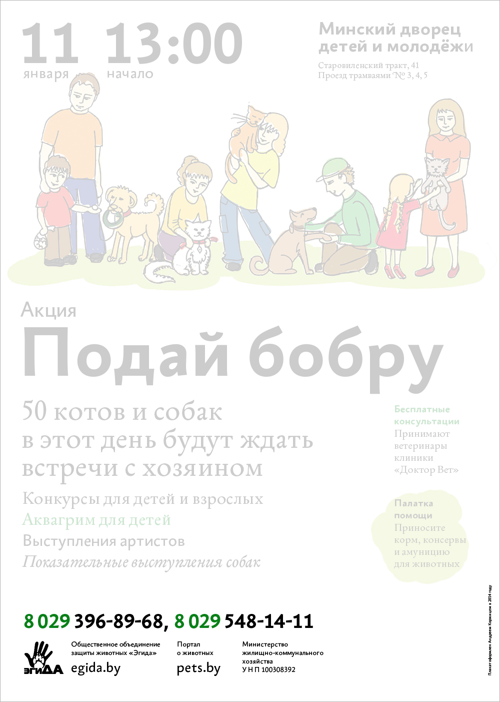 11 13:00
января начало
Минский дворец
детей и молодёжи
Старовиленский тракт, 41
Проезд трамваями № 3, 4, 5
Акция
Подай бобру
50 котов и собак
в этот день будут ждать
встречи с хозяином
Конкурсы для детей и взрослых
Аквагрим для детей
Выступления артистов
Показательные выступления собак
Бесплатные
консультации
Принимают
ветеринары
клиники
«Доктор Вет»
Палатка
помощи
Приносите
корм, консервы
и амуницию
для животных
8 029 396-89-68, 8 029 548-14-11
эгиДА
Общественное объединение
защиты животных «Эгида»
egida.by
Портал
о животных
pets.by
Министерство
жилищно-коммунального
хозяйства
УНП 100308392